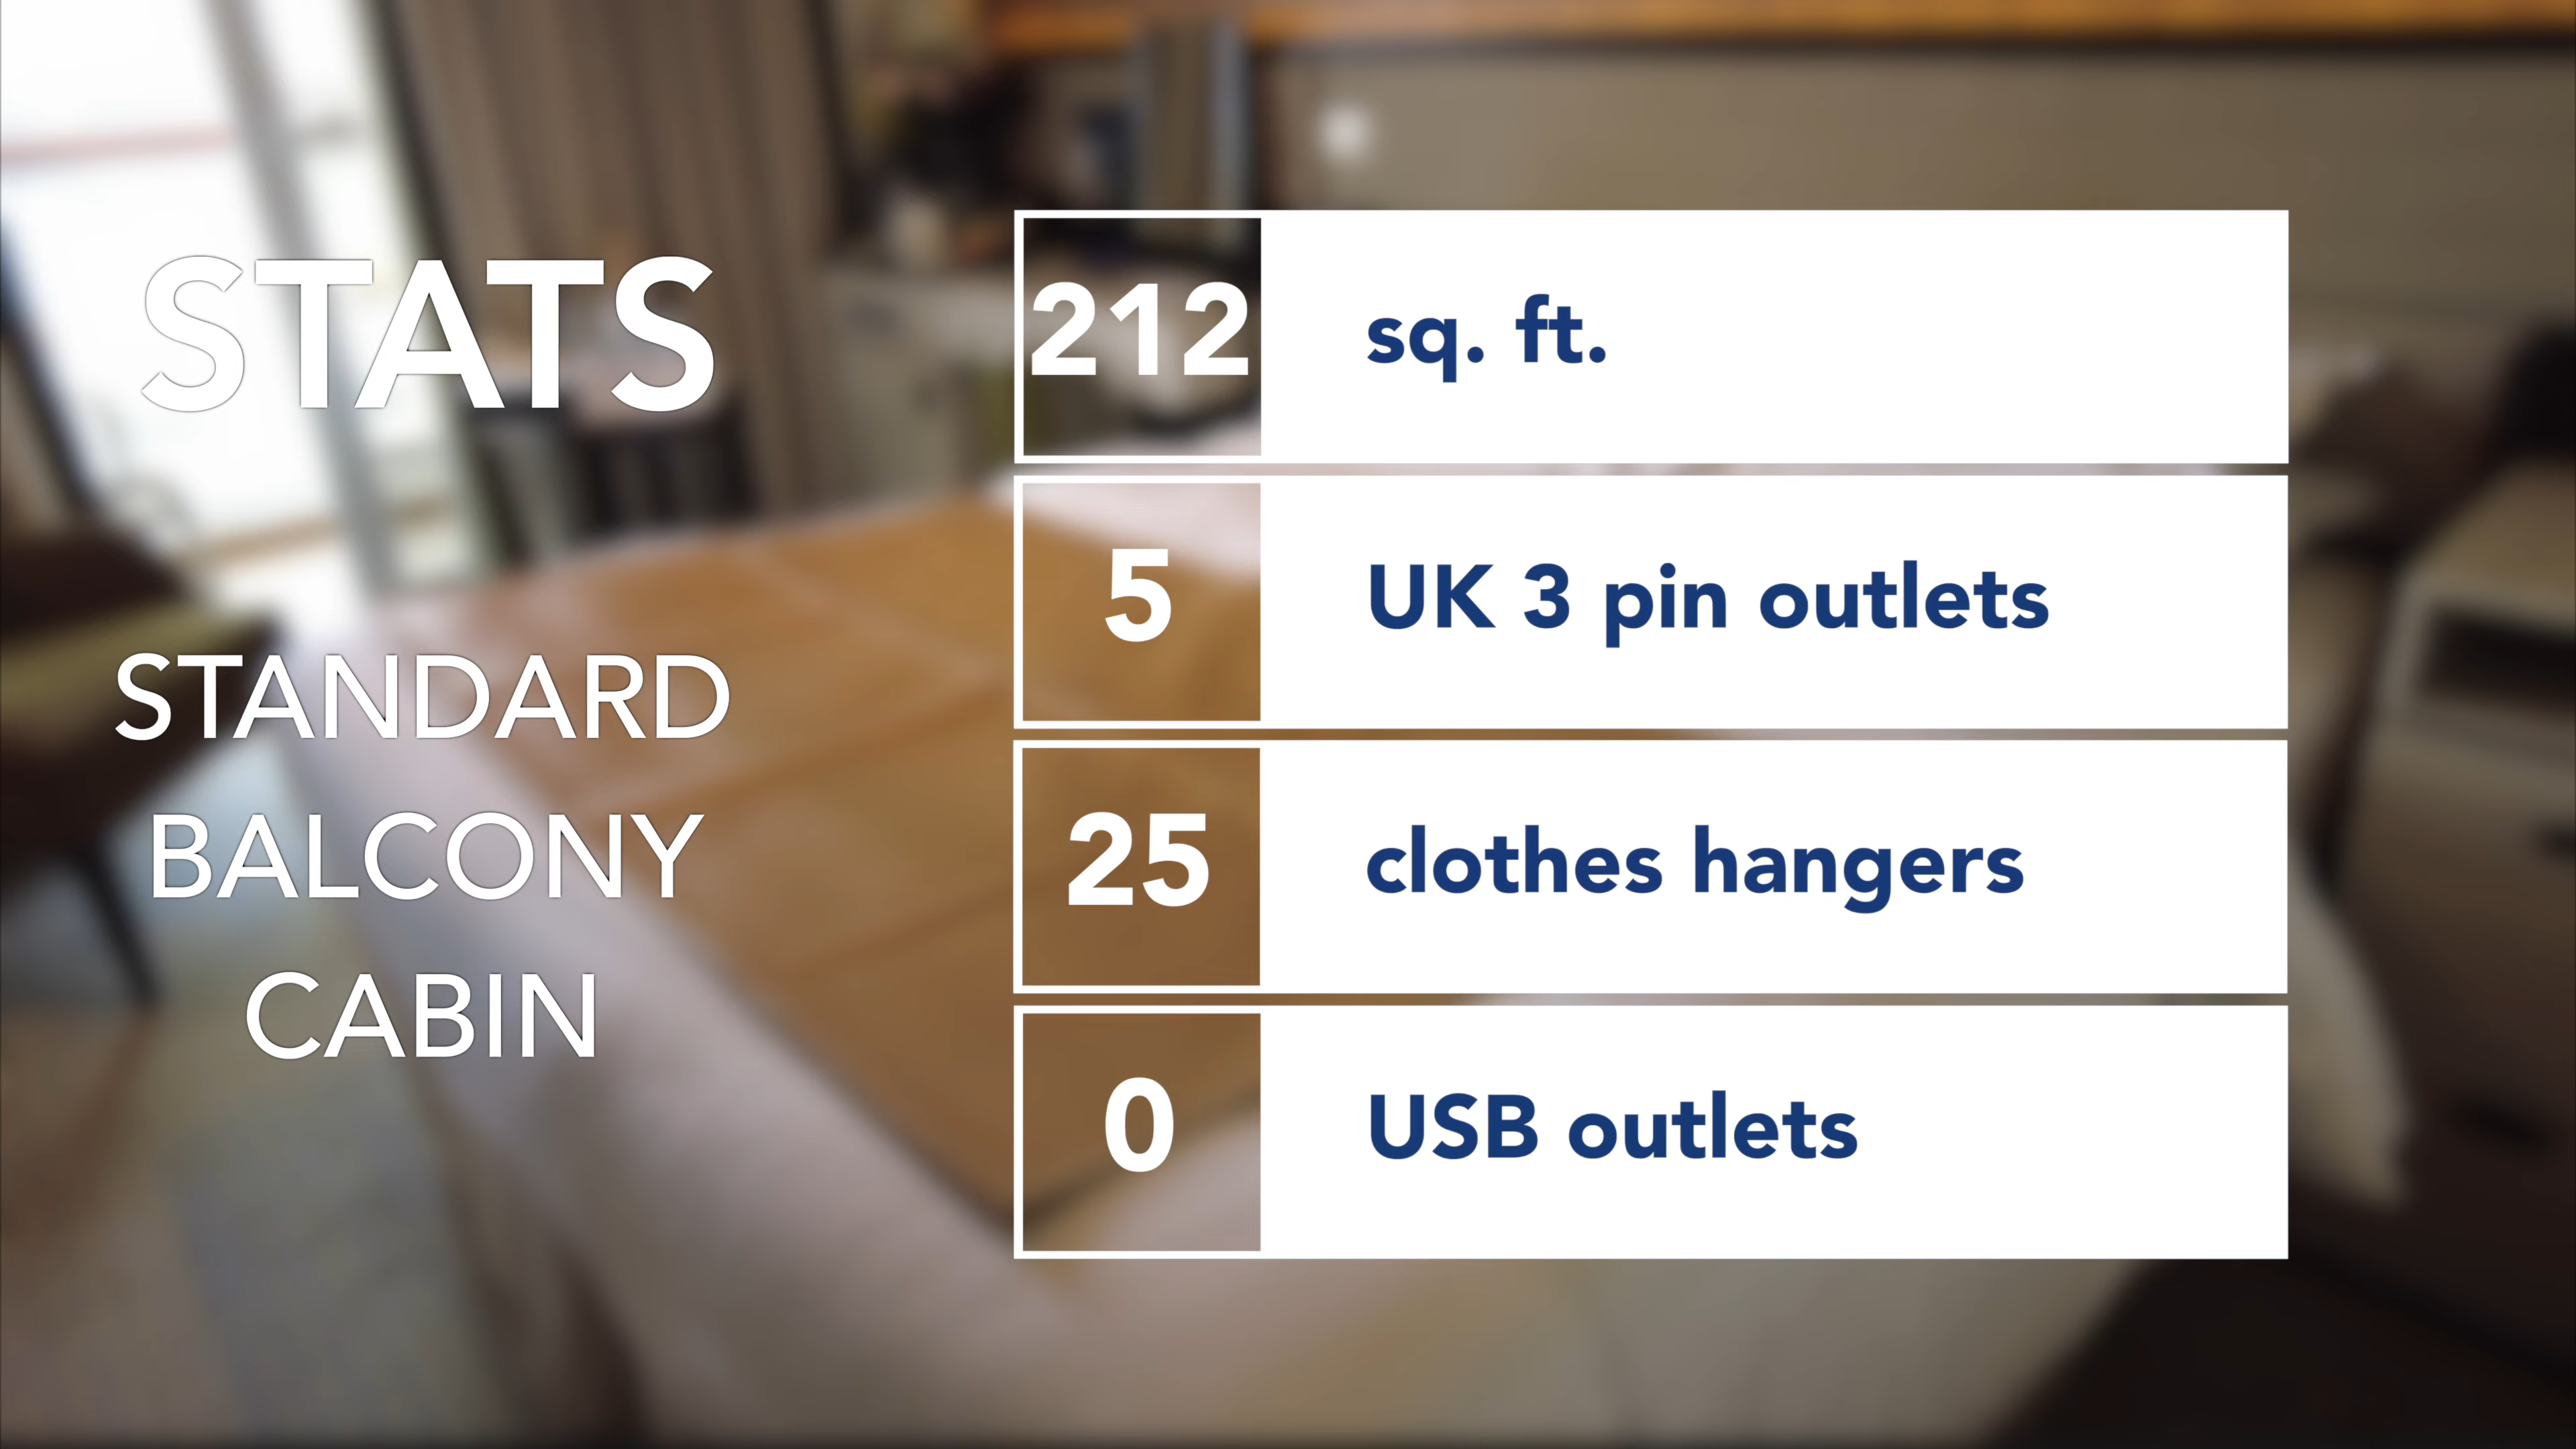 STATS
STANDARD
BALCONY
CABIN
212 sq. ft.
5 UK 3 pin outlets
25 clothes hangers
0 USB outlets